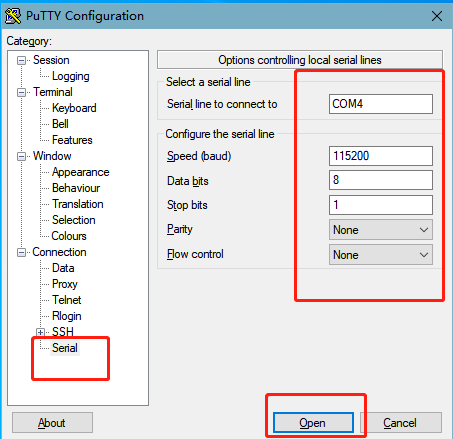 PuTTY Configuration
Category:
Session
Logging
Terminal
Keyboard
Bell
Features
Window
Appearance
Behaviour
Translation
Selection
Colours
Connection
Data
Proxy
Telnet
Rlogin
SSH
Serial
Options controlling local serial lines
Select a serial line
Serial line to connect to COM4
Configure the serial line
Speed (baud) 115200
Data bits 8
Stop bits 1
Parity None
Flow control None
About Open Cancel